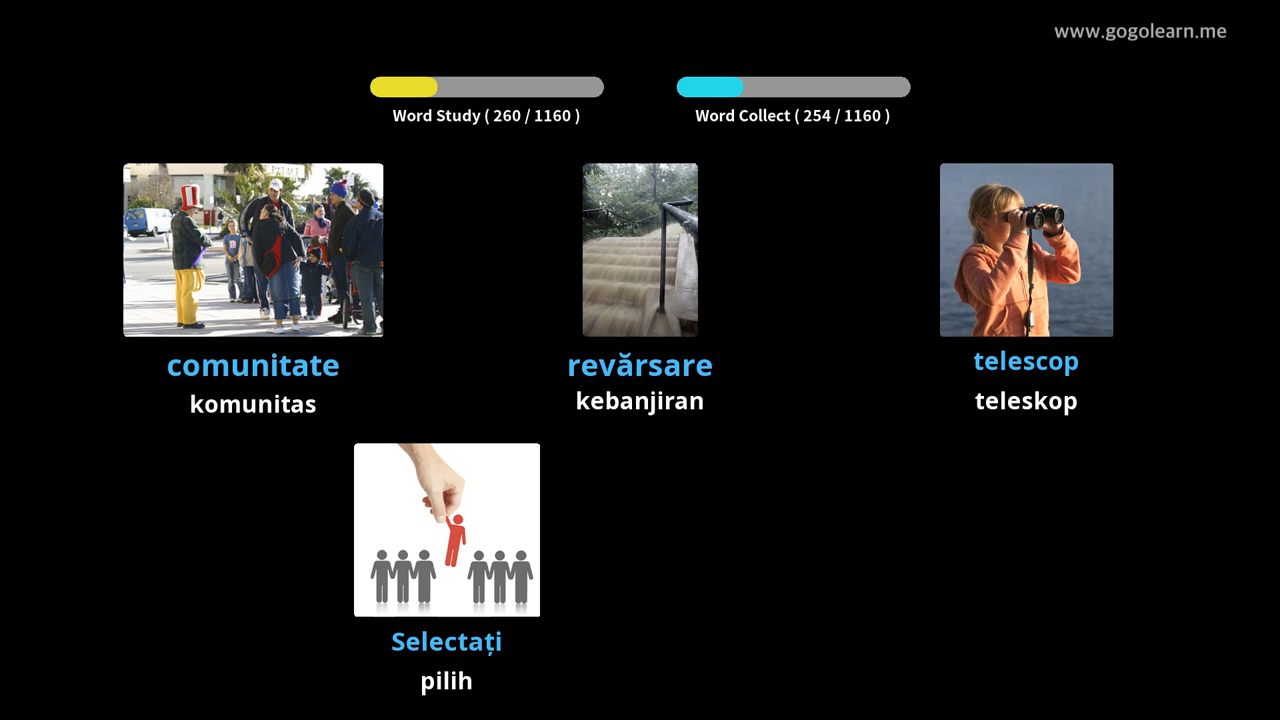 www.gogolearn.me
Word Study ( 260 / 1160 )
Word Collect ( 254 / 1160 )
comunitate
komunitas
revărsare
kebanjiran
telescop
teleskop
Selectați
pilih